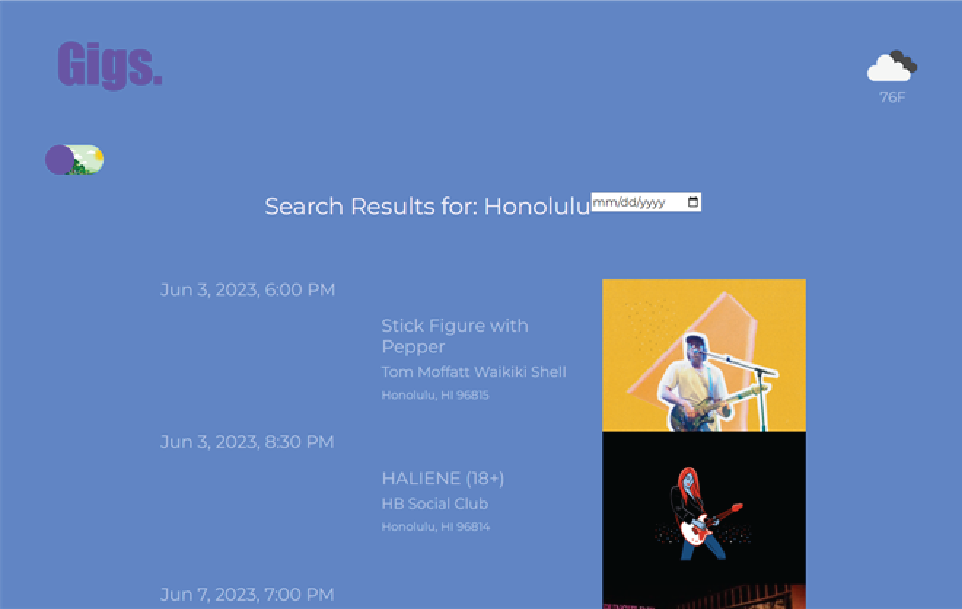 Gigs.
76F
Search Results for: Honolulu
mm/dd/yyyy
Jun 3, 2023, 6:00 PM
Stick Figure with
Pepper
Tom Moffatt Waikiki Shell
Honolulu, HI 96815
Jun 3, 2023, 8:30 PM
HALIENE (18+)
HB Social Club
Honolulu, HI 96814
Jun 7, 2023, 7:00 PM